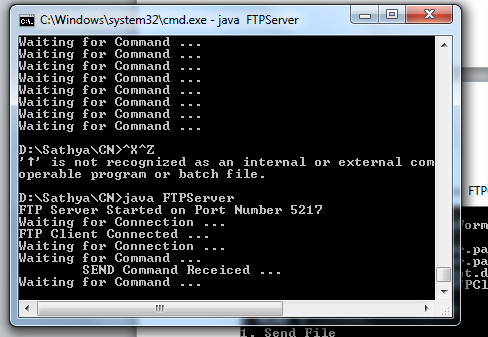 C:\Windows\system32\cmd.exe - java FTPServer
Waiting for Command ...
Waiting for Command ...
Waiting for Command ...
Waiting for Command ...
Waiting for Command ...
Waiting for Command ...
Waiting for Command ...
Waiting for Command ...
D:\Sathya\CN>^X^Z
'↑' is not recognized as an internal or external com
operable program or batch file.
D:\Sathya\CN>java FTPServer
FTP Server Started on Port Number 5217
Waiting for Connection ...
FTP Client Connected ...
Waiting for Connection ...
Waiting for Command ...
SEND Command Receiced ...
Waiting for Command ...
FTP
form
.pa
.pa
t.d
PCl
1. Send File